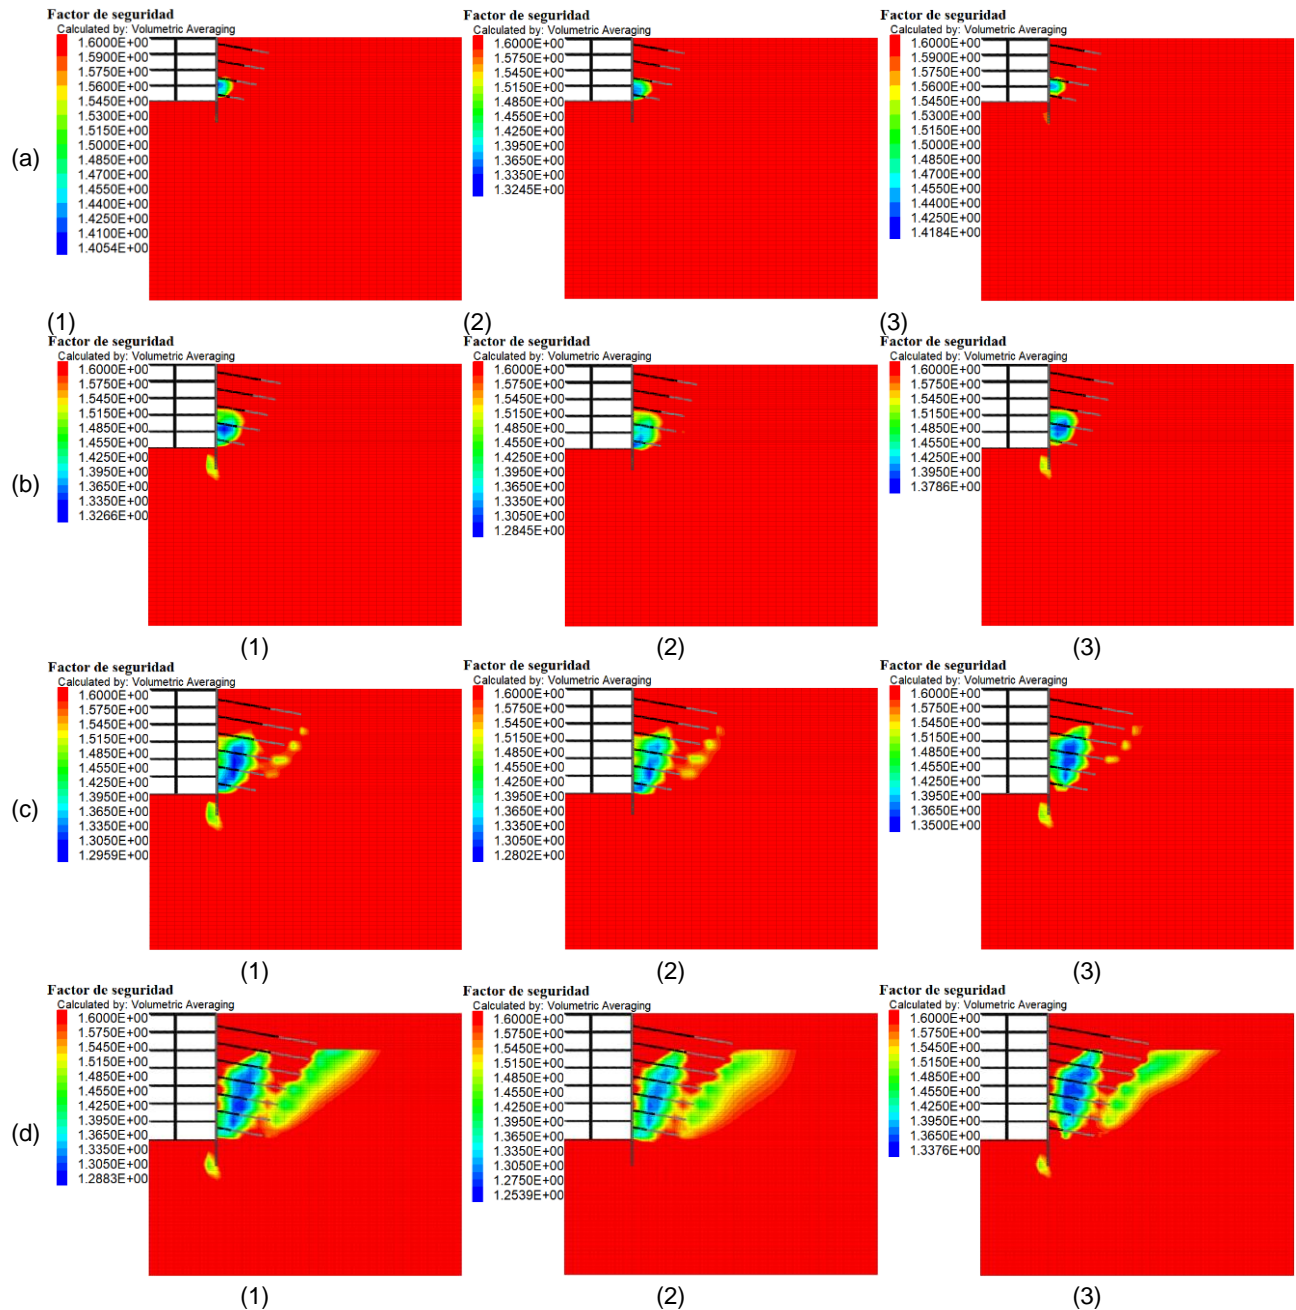 (a)
Factor de seguridad
Calculated by: Volumetric Averaging
1.6000E+00
1.5900E+00
1.5750E+00
1.5600E+00
1.5450E+00
1.5300E+00
1.5150E+00
1.5000E+00
1.4850E+00
1.4700E+00
1.4550E+00
1.4400E+00
1.4250E+00
1.4100E+00
1.4054E+00
(1)
Factor de seguridad
Calculated by: Volumetric Averaging
1.6000E+00
1.5750E+00
1.5450E+00
1.5150E+00
1.4850E+00
1.4550E+00
1.4250E+00
1.3950E+00
1.3650E+00
1.3350E+00
1.3245E+00
(2)
Factor de seguridad
Calculated by: Volumetric Averaging
1.6000E+00
1.5900E+00
1.5750E+00
1.5600E+00
1.5450E+00
1.5300E+00
1.5150E+00
1.5000E+00
1.4850E+00
1.4700E+00
1.4550E+00
1.4400E+00
1.4250E+00
1.4184E+00
(3)
(b)
Factor de seguridad
Calculated by: Volumetric Averaging
1.6000E+00
1.5750E+00
1.5450E+00
1.5150E+00
1.4850E+00
1.4550E+00
1.4250E+00
1.3950E+00
1.3650E+00
1.3350E+00
1.3266E+00
(1)
Factor de seguridad
Calculated by: Volumetric Averaging
1.6000E+00
1.5750E+00
1.5450E+00
1.5150E+00
1.4850E+00
1.4550E+00
1.4250E+00
1.3950E+00
1.3650E+00
1.3350E+00
1.3050E+00
1.2845E+00
(2)
Factor de seguridad
Calculated by: Volumetric Averaging
1.6000E+00
1.5750E+00
1.5450E+00
1.5150E+00
1.4850E+00
1.4550E+00
1.4250E+00
1.3950E+00
1.3786E+00
(3)
(c)
Factor de seguridad
Calculated by: Volumetric Averaging
1.6000E+00
1.5750E+00
1.5450E+00
1.5150E+00
1.4850E+00
1.4550E+00
1.4250E+00
1.3950E+00
1.3650E+00
1.3350E+00
1.3050E+00
1.2959E+00
(1)
Factor de seguridad
Calculated by: Volumetric Averaging
1.6000E+00
1.5750E+00
1.5450E+00
1.5150E+00
1.4850E+00
1.4550E+00
1.4250E+00
1.3950E+00
1.3650E+00
1.3350E+00
1.3050E+00
1.2802E+00
(2)
Factor de seguridad
Calculated by: Volumetric Averaging
1.6000E+00
1.5750E+00
1.5450E+00
1.5150E+00
1.4850E+00
1.4550E+00
1.4250E+00
1.3950E+00
1.3650E+00
1.3500E+00
(3)
(d)
Factor de seguridad
Calculated by: Volumetric Averaging
1.6000E+00
1.5750E+00
1.5450E+00
1.5150E+00
1.4850E+00
1.4550E+00
1.4250E+00
1.3950E+00
1.3650E+00
1.3350E+00
1.3050E+00
1.2883E+00
(1)
Factor de seguridad
Calculated by: Volumetric Averaging
1.6000E+00
1.5750E+00
1.5450E+00
1.5150E+00
1.4850E+00
1.4550E+00
1.4250E+00
1.3950E+00
1.3650E+00
1.3350E+00
1.3050E+00
1.2750E+00
1.2539E+00
(2)
Factor de seguridad
Calculated by: Volumetric Averaging
1.6000E+00
1.5750E+00
1.5450E+00
1.5150E+00
1.4850E+00
1.4550E+00
1.4250E+00
1.3950E+00
1.3650E+00
1.3376E+00
(3)